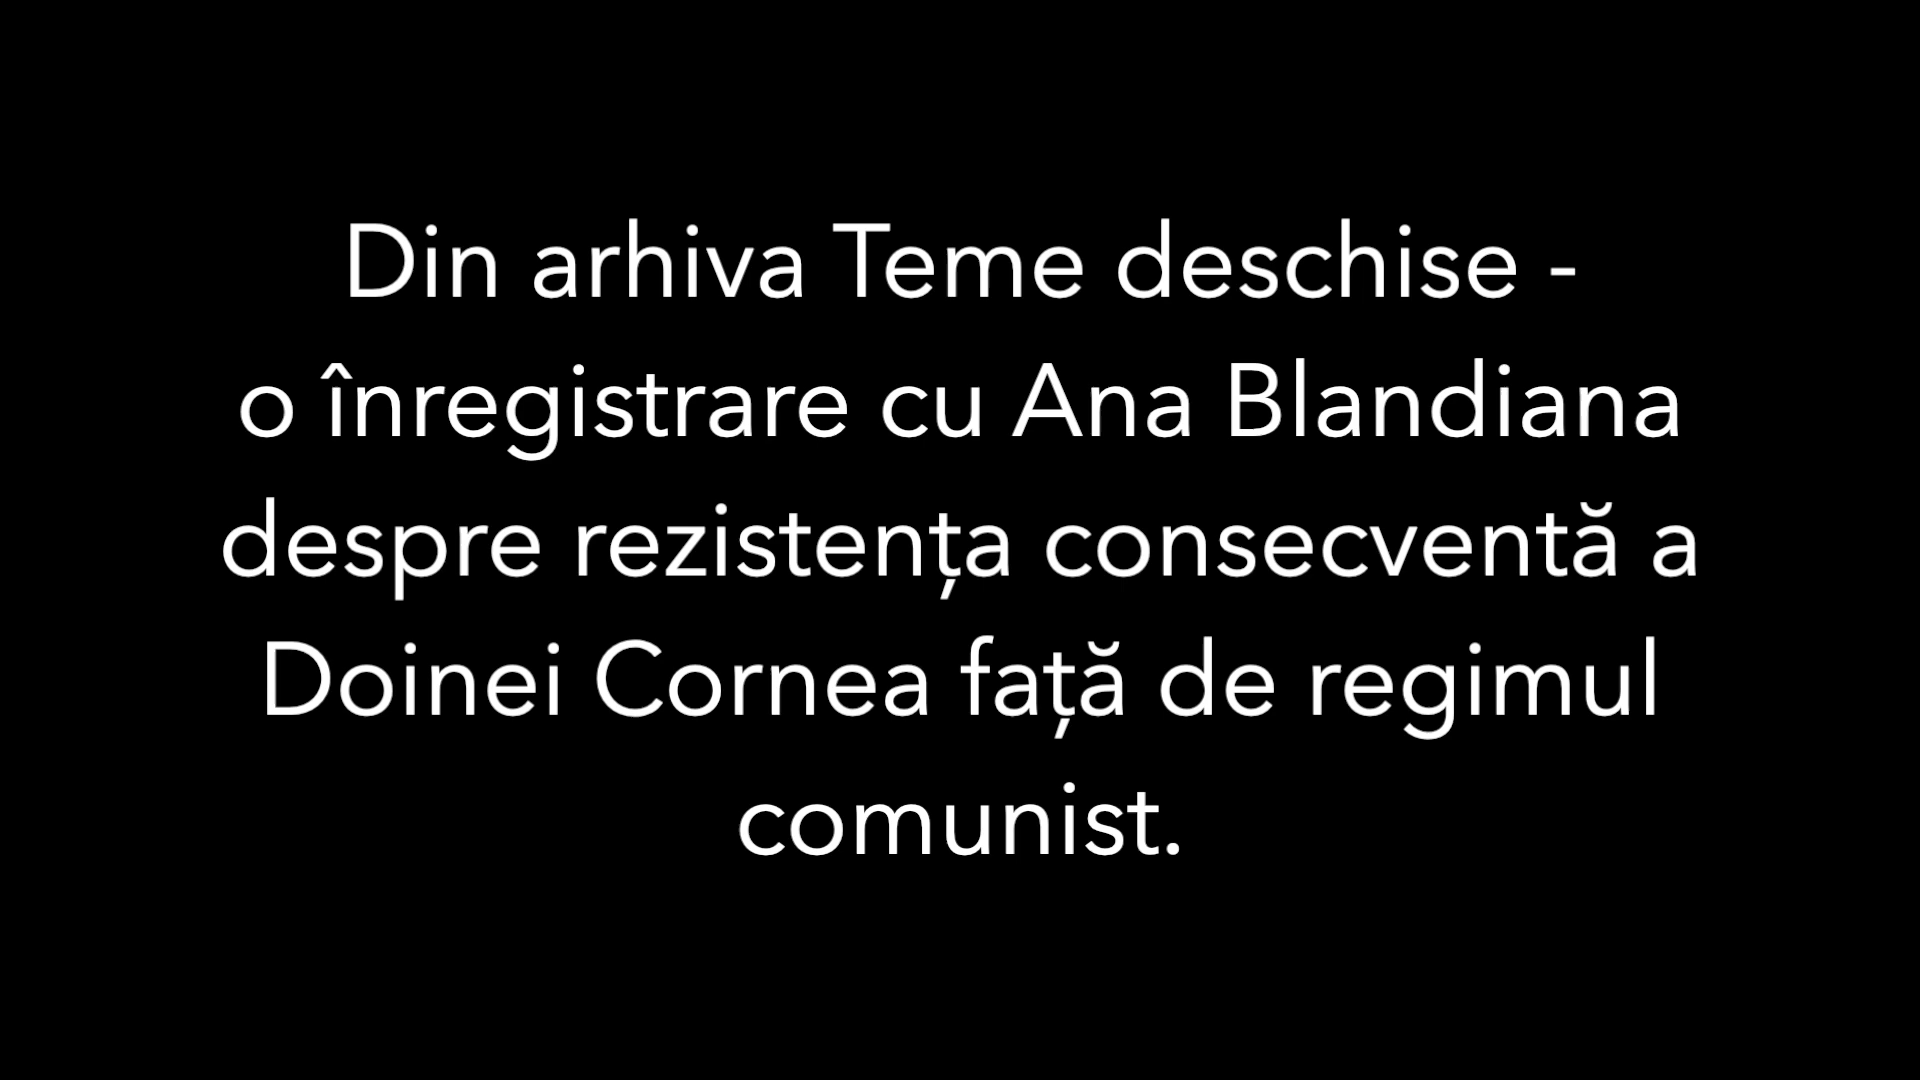 Din arhiva Teme deschise -
o înregistrare cu Ana Blandiana
despre rezistența consecventă a
Doinei Cornea față de regimul
comunist.